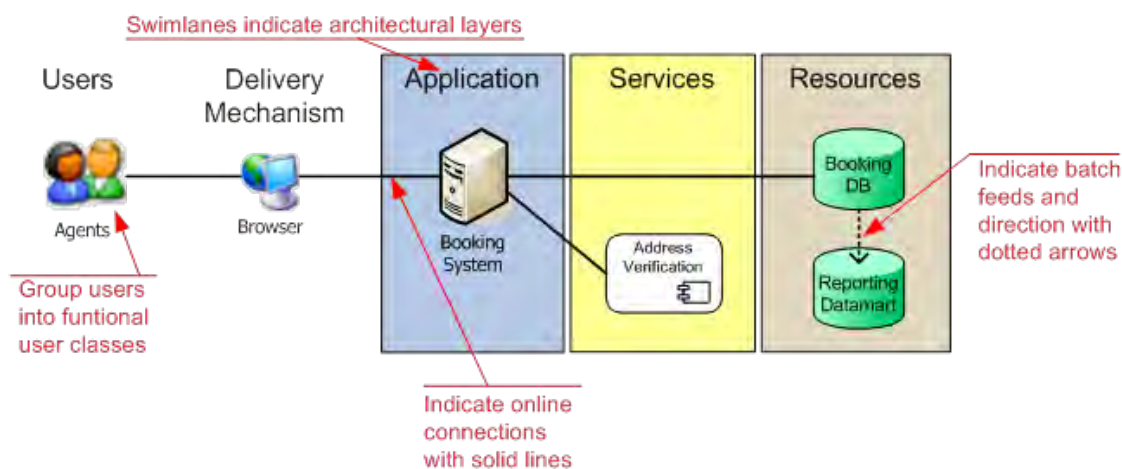 Swimlanes indicate architectural layers
Users
Delivery
Mechanism
Application
Services
Resources
Agents
Browser
Booking
System
Address
Verification
Booking
DB
Reporting
Datamart
Indicate batch
feeds and
direction with
dotted arrows
Group users
into funtional
user classes
Indicate online
connections
with solid lines